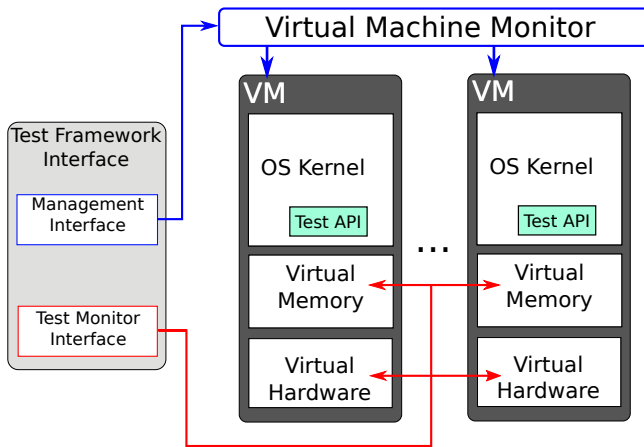 Virtual Machine Monitor
Test Framework
Interface
Management
Interface
Test Monitor
Interface
VM
OS Kernel
Test API
Virtual
Memory
Virtual
Hardware
...
VM
OS Kernel
Test API
Virtual
Memory
Virtual
Hardware